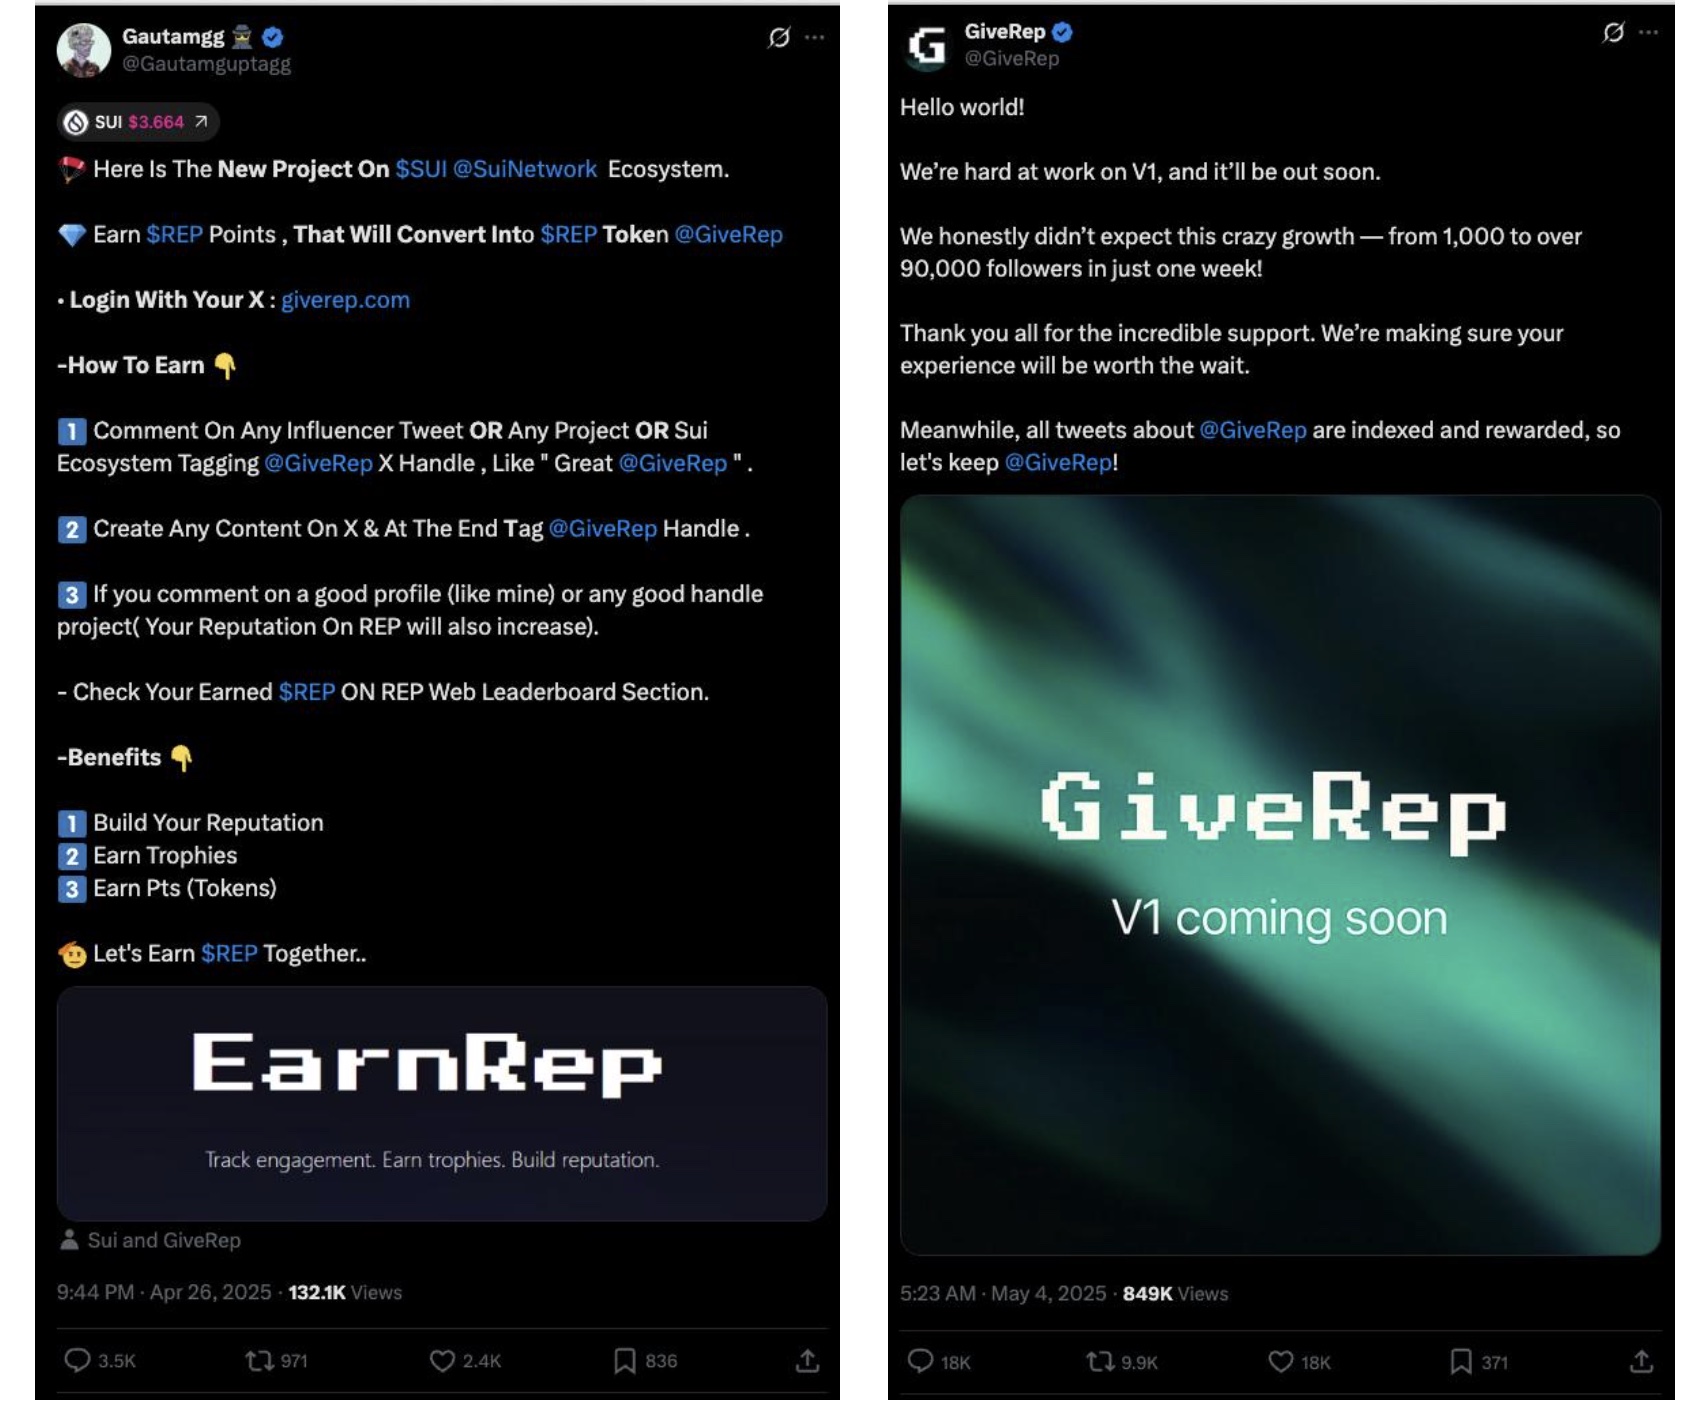 Gautamgg
@Gautamguptagg
SUI $3.664
Here Is The New Project On $SUI @SuiNetwork Ecosystem.
Earn $REP Points , That Will Convert Into $REP Token @GiveRep
• Login With Your X : giverep.com
-How To Earn 👇
1️⃣ Comment On Any Influencer Tweet OR Any Project OR Sui
Ecosystem Tagging @GiveRep X Handle , Like " Great @GiveRep " .
2️⃣ Create Any Content On X & At The End Tag @GiveRep Handle .
3️⃣ If you comment on a good profile (like mine) or any good handle
project( Your Reputation On REP will also increase).
- Check Your Earned $REP ON REP Web Leaderboard Section.
-Benefits 👇
1️⃣ Build Your Reputation
2️⃣ Earn Trophies
3️⃣ Earn Pts (Tokens)
Let's Earn $REP Together..
EarnRep
Track engagement. Earn trophies. Build reputation.
Sui and GiveRep
9:44 PM · Apr 26, 2025 · 132.1K Views
3.5K 971 2.4K 836
G
GiveRep
@GiveRep
Hello world!
We're hard at work on V1, and it'll be out soon.
We honestly didn't expect this crazy growth — from 1,000 to over
90,000 followers in just one week!
Thank you all for the incredible support. We're making sure your
experience will be worth the wait.
Meanwhile, all tweets about @GiveRep are indexed and rewarded, so
let's keep @GiveRep!
GiveRep
V1 coming soon
5:23 AM · May 4, 2025 · 849K Views
18K 9.9K 18K 371